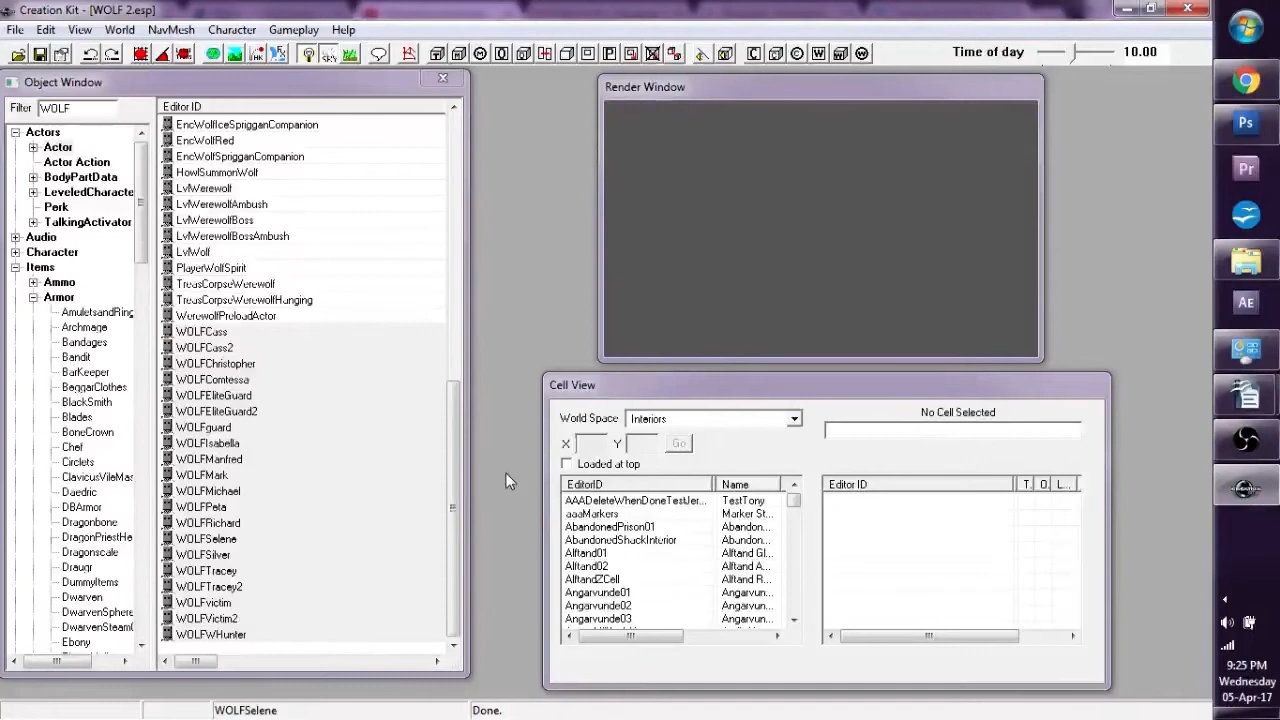 Creation Kit - [WOLF 2.esp]
File Edit View World NavMesh Character Gameplay Help
Time of day 10.00
Object Window
Filter WOLF
Actors
Actor
Actor Action
BodyPartData
LeveledCharacte
Perk
TalkingActivator
Audio
Character
Items
Ammo
Armor
AmuletsandRing
Archmage
Bandages
Bandit
BarKeeper
BeggarClothes
BlackSmith
Blades
BoneCrown
Chef
Circlets
ClavicusVileMas
Daedric
DBArmor
Dragonbone
DragonPriestHe
Dragonscale
Draugr
DummyItems
Dwarven
DwarvenSphere
DwarvenSteam
Ebony
Editor ID
EncWolfIceSprigganCompanion
EncWolfRed
EncWolfSprigganCompanion
HowlSummonWolf
LvlWerewolf
LvlWerewolfAmbush
LvlWerewolfBoss
LvlWerewolfBossAmbush
LvlWolf
PlayerWolfSpirit
TreasCorpseWerewolf
TreasCorpseWerewolfHanging
WerewolfPreloadActor
WOLFCass
WOLFCass2
WOLFChristopher
WOLFComtessa
WOLFEliteGuard
WOLFEliteGuard2
WOLFguard
WOLFIsabella
WOLFManfred
WOLFMark
WOLFMichael
WOLFPeta
WOLFRichard
WOLFSelene
WOLFSilver
WOLFTracey
WOLFTracey2
WOLFvictim
WOLFVictim2
WOLFWHunter
Render Window
Cell View
World Space Interiors
No Cell Selected
X Y Go
Loaded at top
EditorID Name
AAADeleteWhenDoneTestJer... TestTony
aaaMarkers Marker St...
AbandonedPrison01 Abandon...
AbandonedShackInterior Abandon...
Alftand01 Alftand Gl...
Alftand02 Alftand A...
AlftandZCell Alftand R...
Angarvunde01 Angarvun...
Angarvunde02 Angarvun...
Angarvunde03 Angarvun...
Editor ID T. O. L...
WOLFSelene Done.
Ps
Pr
AE
9:25 PM
Wednesday
05-Apr-17